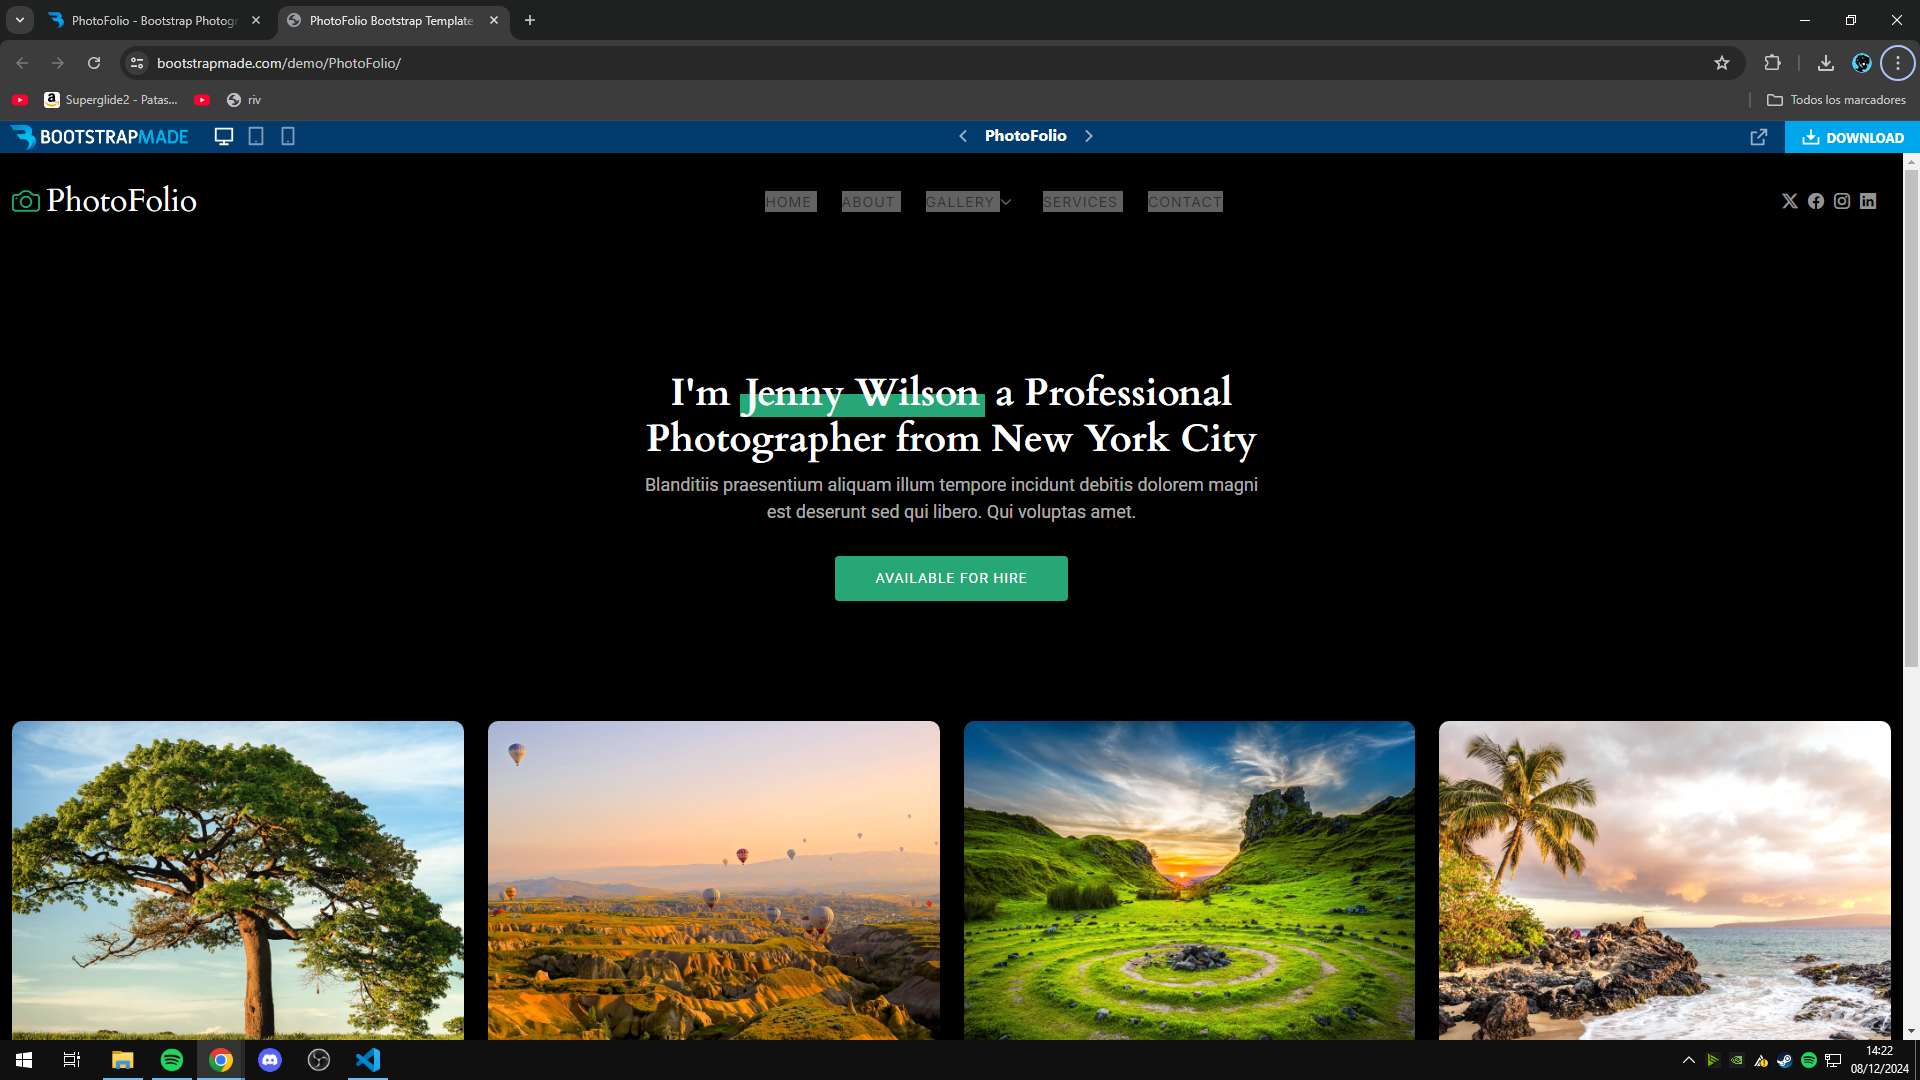 PhotoFolio - Bootstrap Photogr
PhotoFolio Bootstrap Template
bootstrapmade.com/demo/PhotoFolio/
Superglide2 - Patas...
riv
Todos los marcadores
BOOTSTRAPMADE
PhotoFolio
DOWNLOAD
PhotoFolio
HOME
ABOUT
GALLERY
SERVICES
CONTACT
I'm Jenny Wilson a Professional
Photographer from New York City
Blanditiis praesentium aliquam illum tempore incidunt debitis dolorem magni
est deserunt sed qui libero. Qui voluptas amet.
AVAILABLE FOR HIRE
14:22
08/12/2024